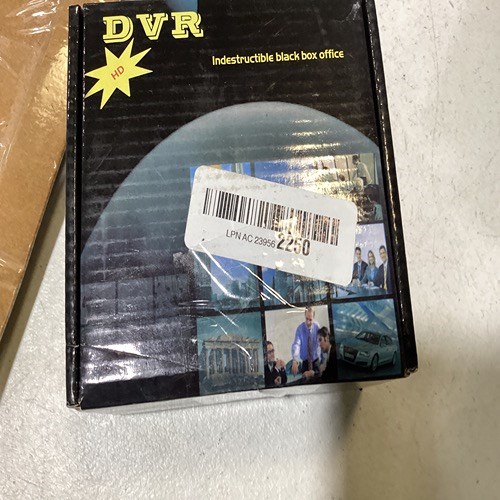 DVR
HD
Indestructible black box office
LPN AC 23956 2250